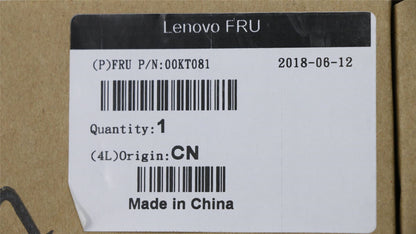 Lenovo FRU
(P)FRU P/N:00KT081 2018-06-12
Quantity:1
(4L)Origin:CN
Made in China